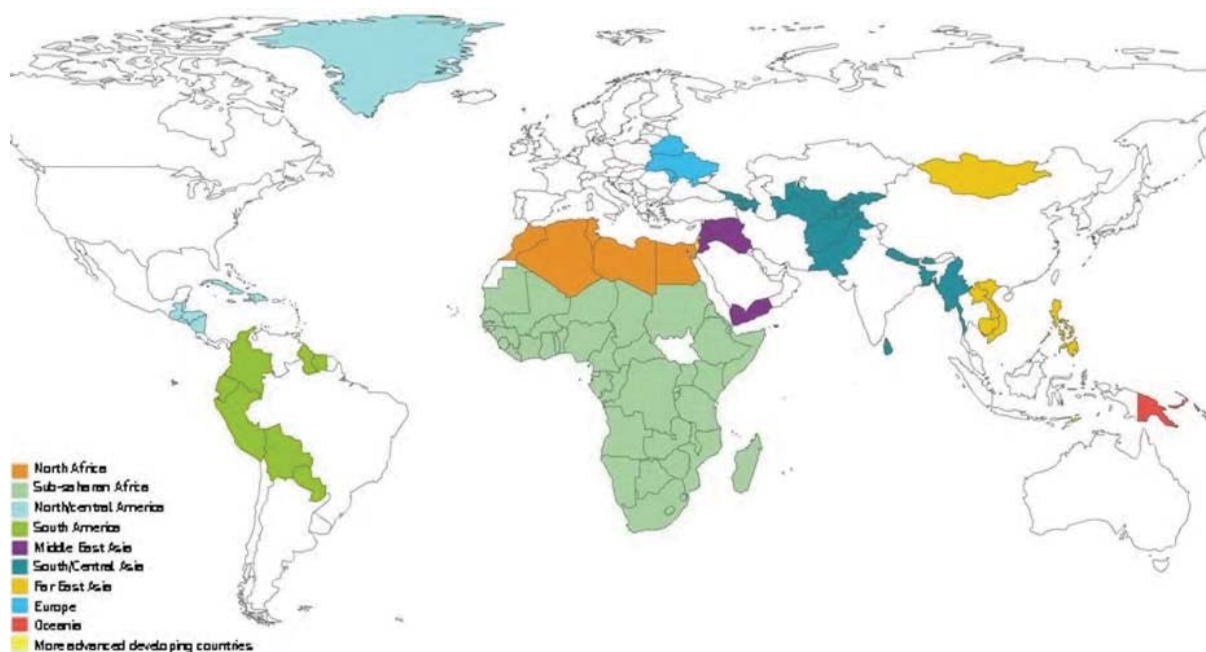 North Africa
Sub-saharan Africa
North/central America
South America
Middle East Asia
South/Central Asia
Far East Asia
Europe
Oceania
More advanced developing countries